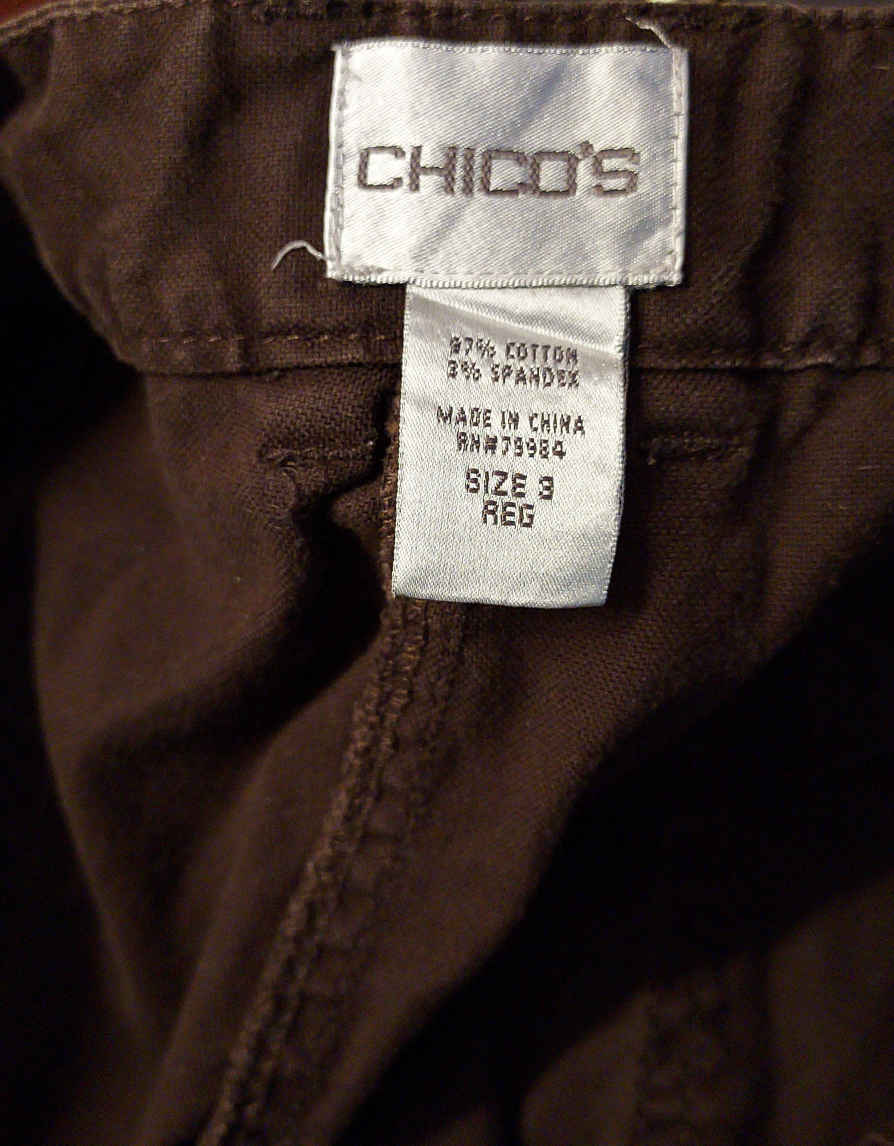 CHICO'S
97% COTTON
3% SPANDEX
MADE IN CHINA
RN#79984
SIZE 3
REG